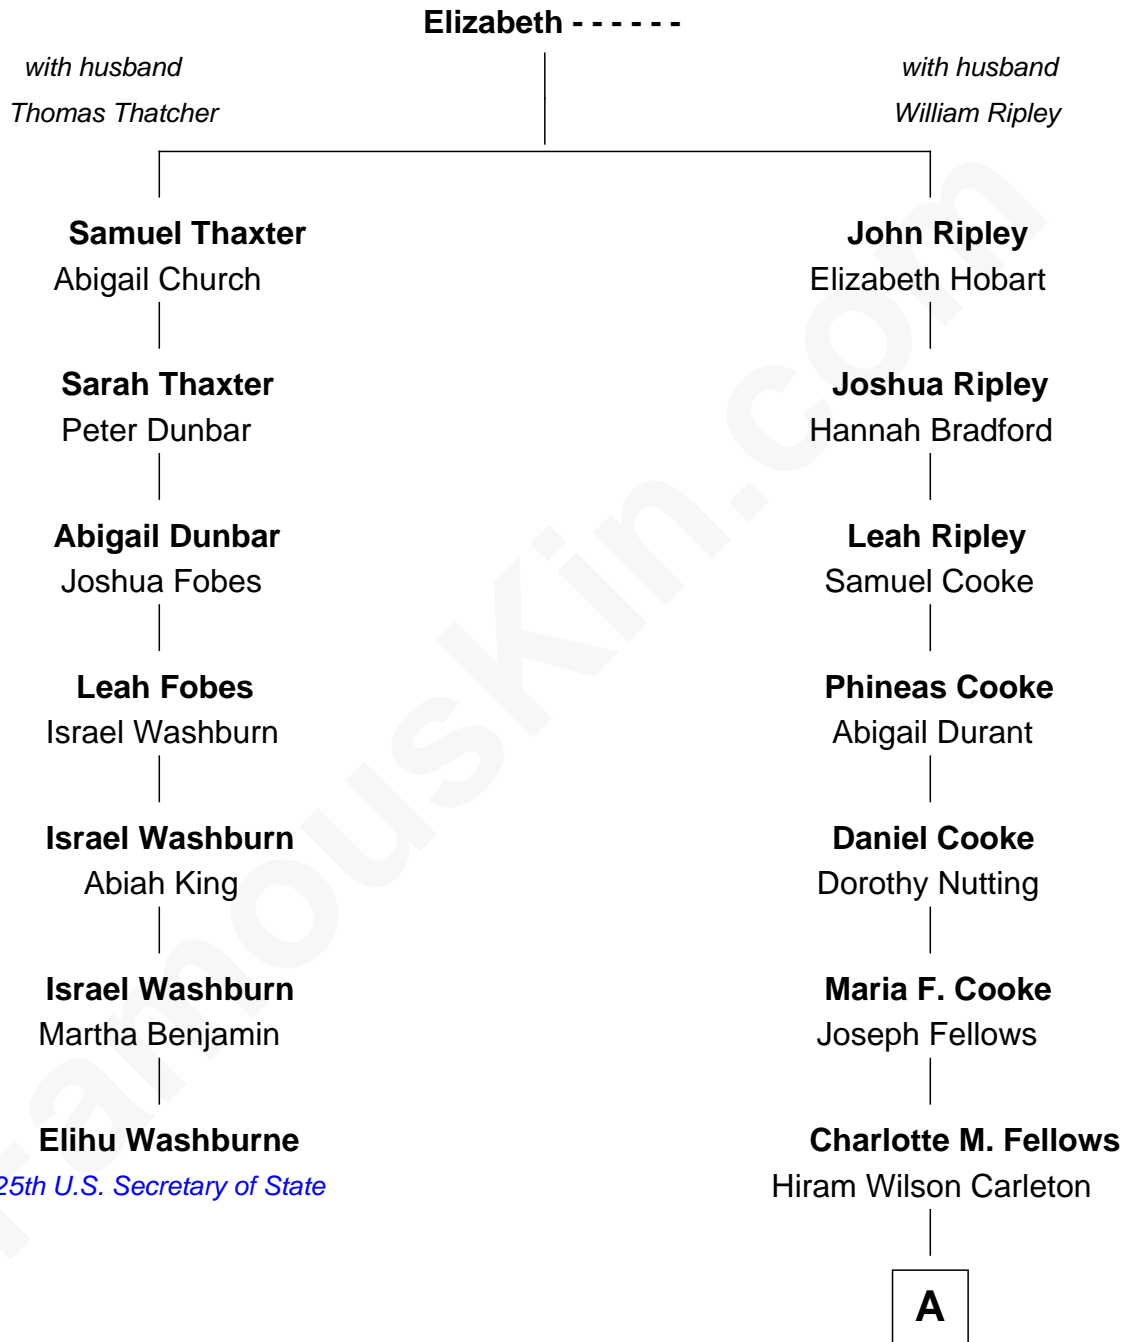 Elizabeth - - - - - -
with husband
Thomas Thatcher
with husband
William Ripley
Samuel Thaxter
Abigail Church
John Ripley
Elizabeth Hobart
Sarah Thaxter
Peter Dunbar
Joshua Ripley
Hannah Bradford
Abigail Dunbar
Joshua Fobes
Leah Ripley
Samuel Cooke
Leah Fobes
Israel Washburn
Phineas Cooke
Abigail Durant
Israel Washburn
Abiah King
Daniel Cooke
Dorothy Nutting
Israel Washburn
Martha Benjamin
Maria F. Cooke
Joseph Fellows
Elihu Washburne
25th U.S. Secretary of State
Charlotte M. Fellows
Hiram Wilson Carleton
A
FamousKin.com